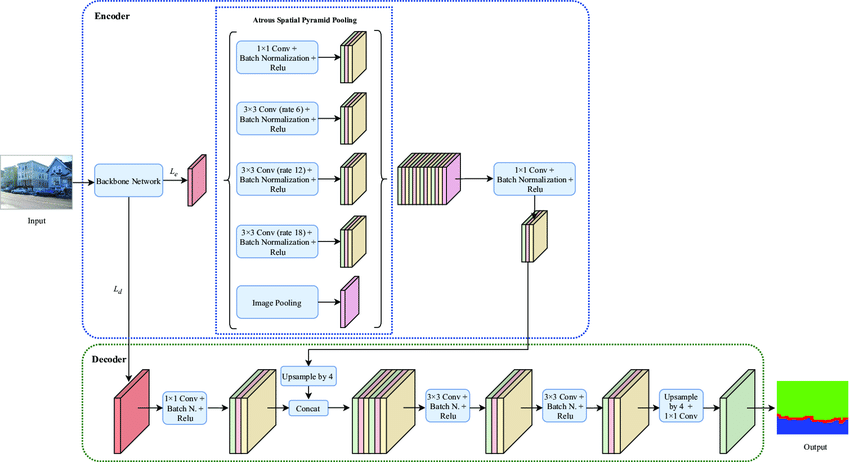 Encoder
Atrous Spatial Pyramid Pooling
1×1 Conv +
Batch Normalization +
Relu
3×3 Conv (rate 6) +
Batch Normalization +
Relu
Input
Backbone Network
Le
3×3 Conv (rate 12) +
Batch Normalization +
Relu
1×1 Conv +
Batch Normalization +
Relu
3×3 Conv (rate 18) +
Batch Normalization +
Relu
Ld
Image Pooling
Decoder
Upsample by 4
1×1 Conv +
Batch N. +
Relu
Concat
3×3 Conv +
Batch N. +
Relu
3×3 Conv +
Batch N. +
Relu
Upsample
by 4 +
1×1 Conv
Output